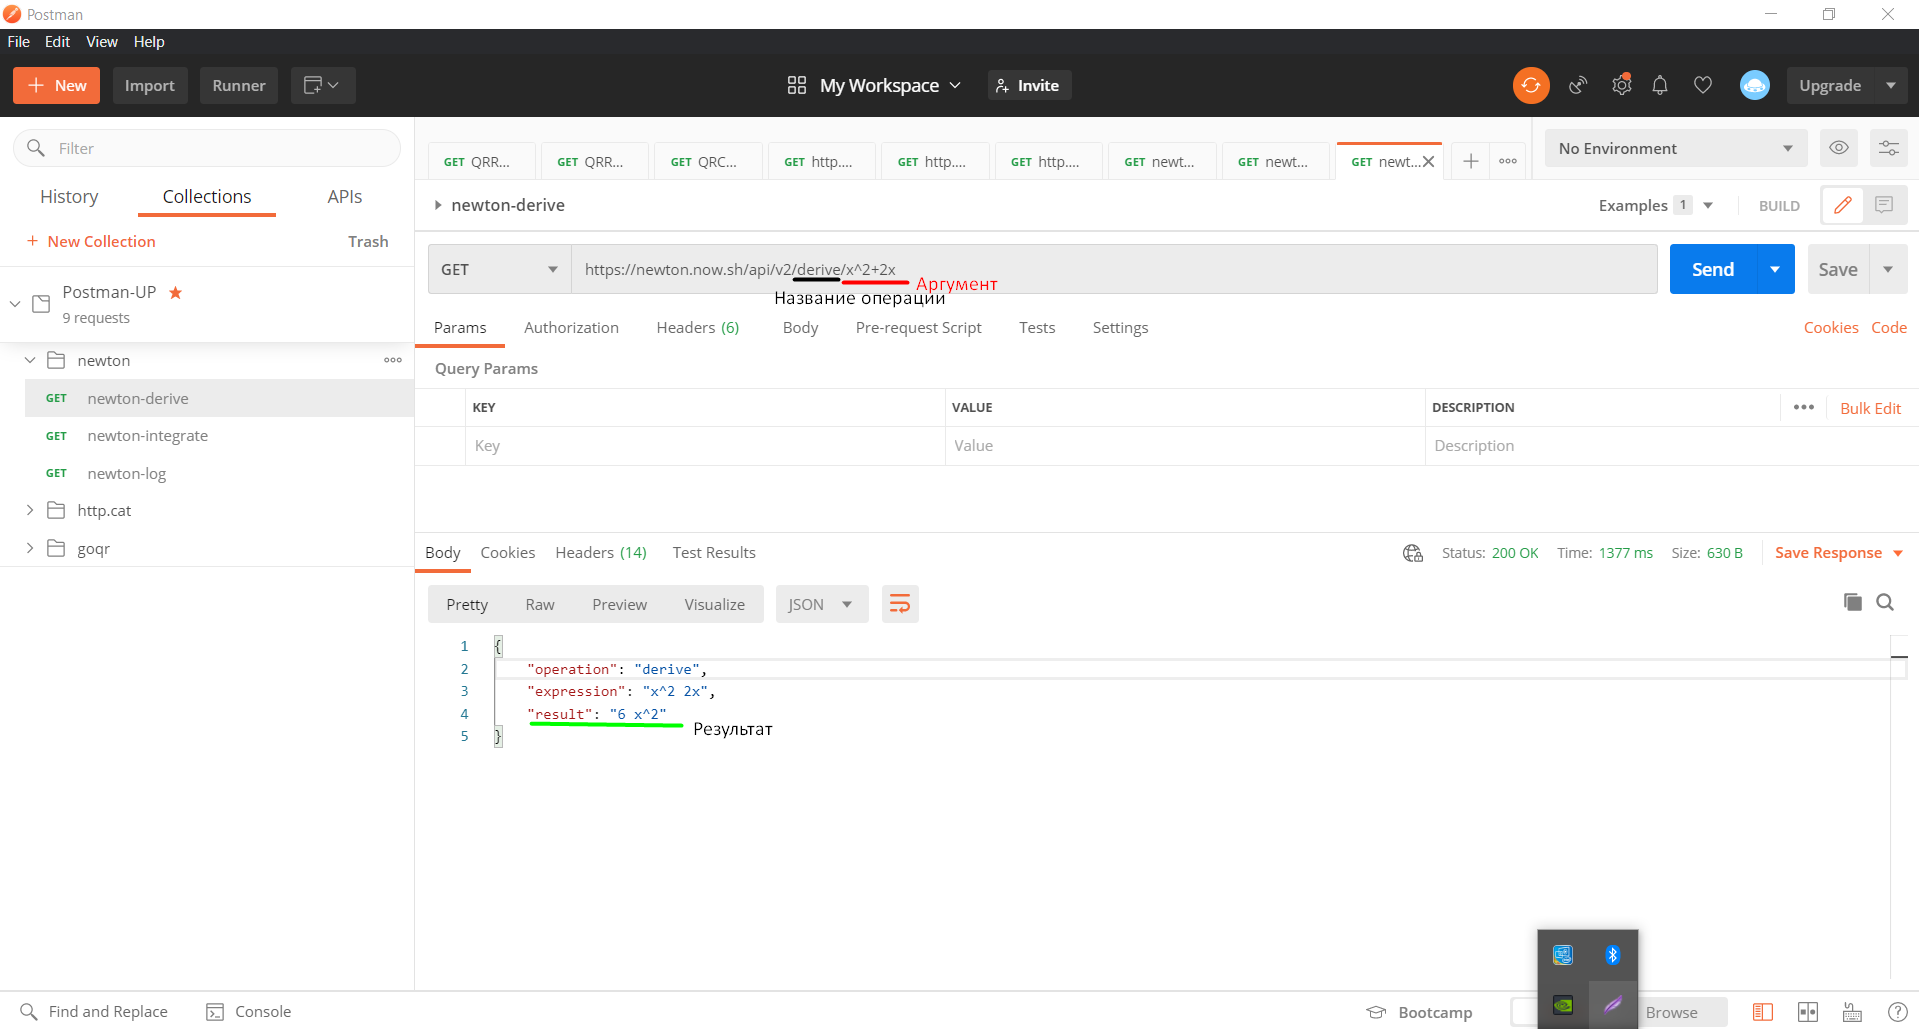 Postman
File Edit View Help
New Import Runner My Workspace Invite Upgrade
Filter
History Collections APIs
+ New Collection Trash
Postman-UP
9 requests
newton
GET newton-derive
GET newton-integrate
GET newton-log
http.cat
goqr
GET QRR... GET QRR... GET QRC... GET http.... GET http.... GET http.... GET newt... GET newt... GET newt...
No Environment
newton-derive Examples 1 BUILD
GET https://newton.now.sh/api/v2/derive/x^2+2x Send Save
Аргумент
Название операции
Params Authorization Headers (6) Body Pre-request Script Tests Settings Cookies Code
Query Params
KEY VALUE DESCRIPTION Bulk Edit
Key Value Description
Body Cookies Headers (14) Test Results Status: 200 OK Time: 1377 ms Size: 630 B Save Response
Pretty Raw Preview Visualize JSON
1 {
2 "operation": "derive",
3 "expression": "x^2 2x",
4 "result": "6 x^2"
Результат
5 }
Find and Replace Console Bootcamp Browse